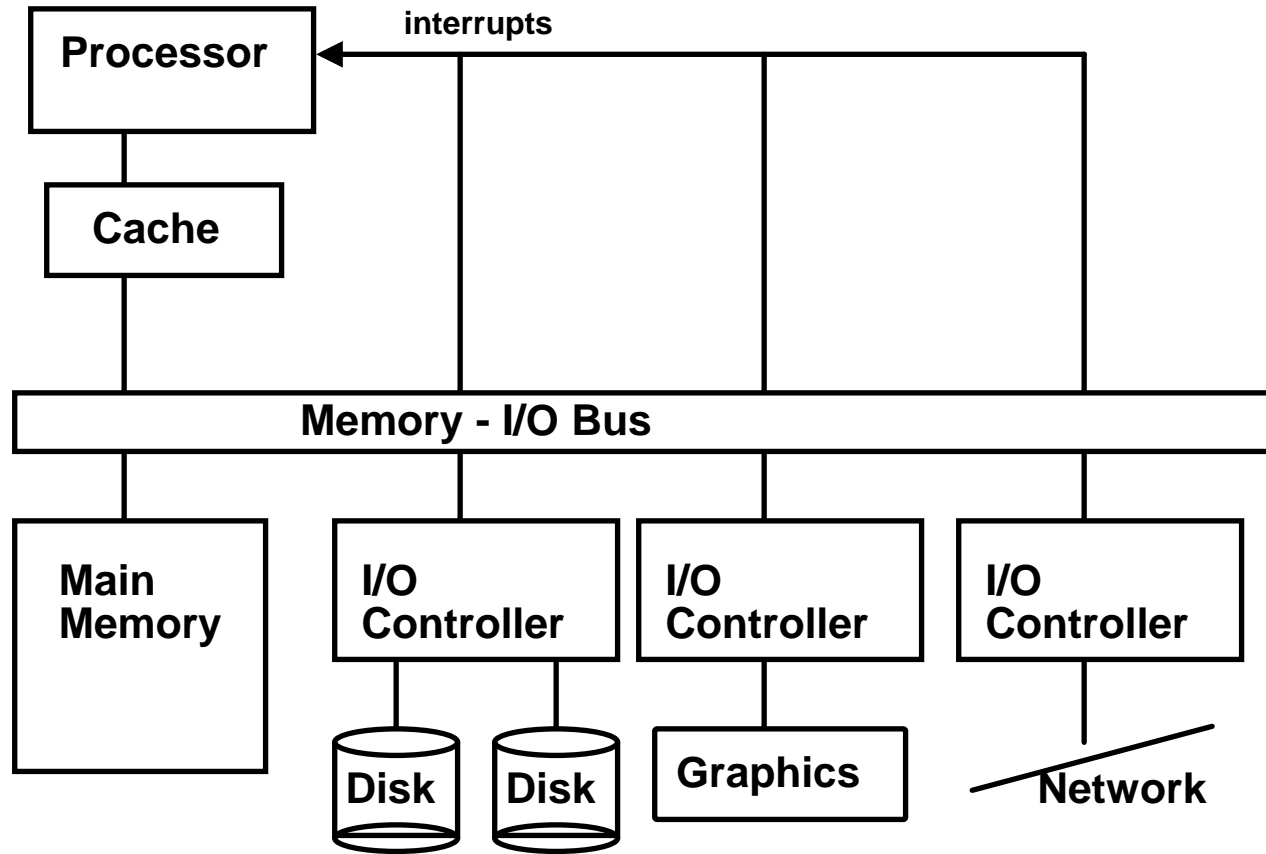 interrupts
Processor
Cache
Memory - I/O Bus
Main
Memory
I/O
Controller
I/O
Controller
I/O
Controller
Disk
Disk
Graphics
Network